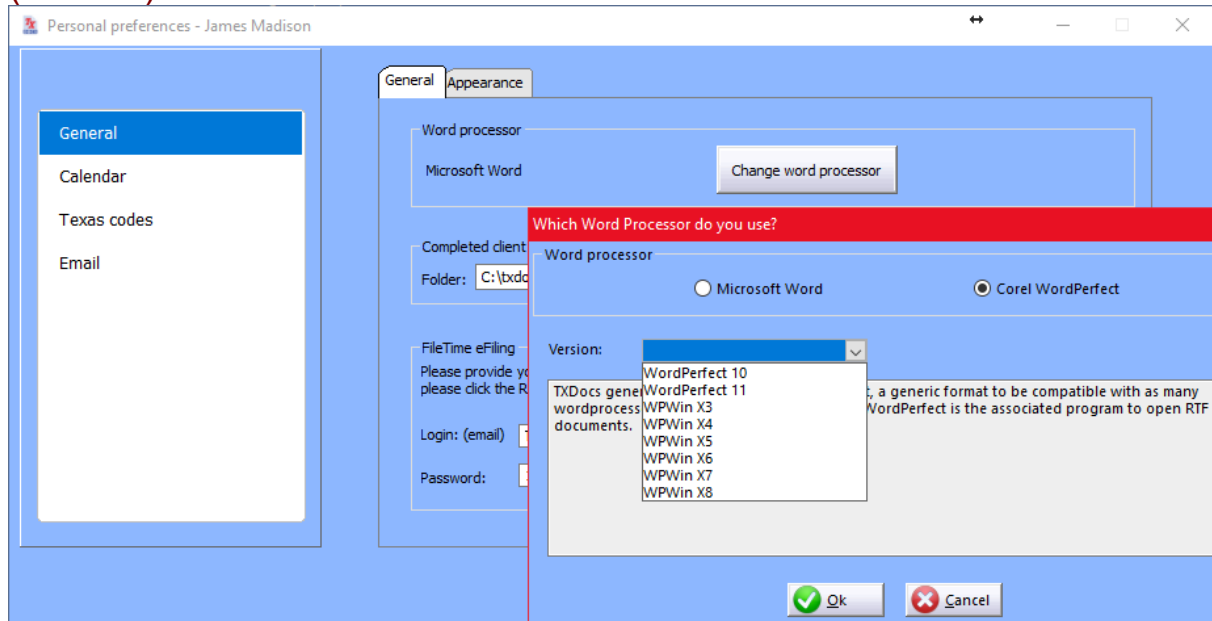 Personal preferences - James Madison
General
Calendar
Texas codes
Email
General Appearance
Word processor
Microsoft Word
Change word processor
Completed client
Folder: C:\txdo
FileTime eFiling
Please provide
please click the
Login: (email)
Password:
Which Word Processor do you use?
Word processor
Microsoft Word
Corel WordPerfect
Version:
WordPerfect 10
WordPerfect 11
WPWin X3
WPWin X4
WPWin X5
WPWin X6
WPWin X7
WPWin X8
TXDocs gene , a generic format to be compatible with as many
wordprocess WordPerfect is the associated program to open RTF
documents.
Ok
Cancel